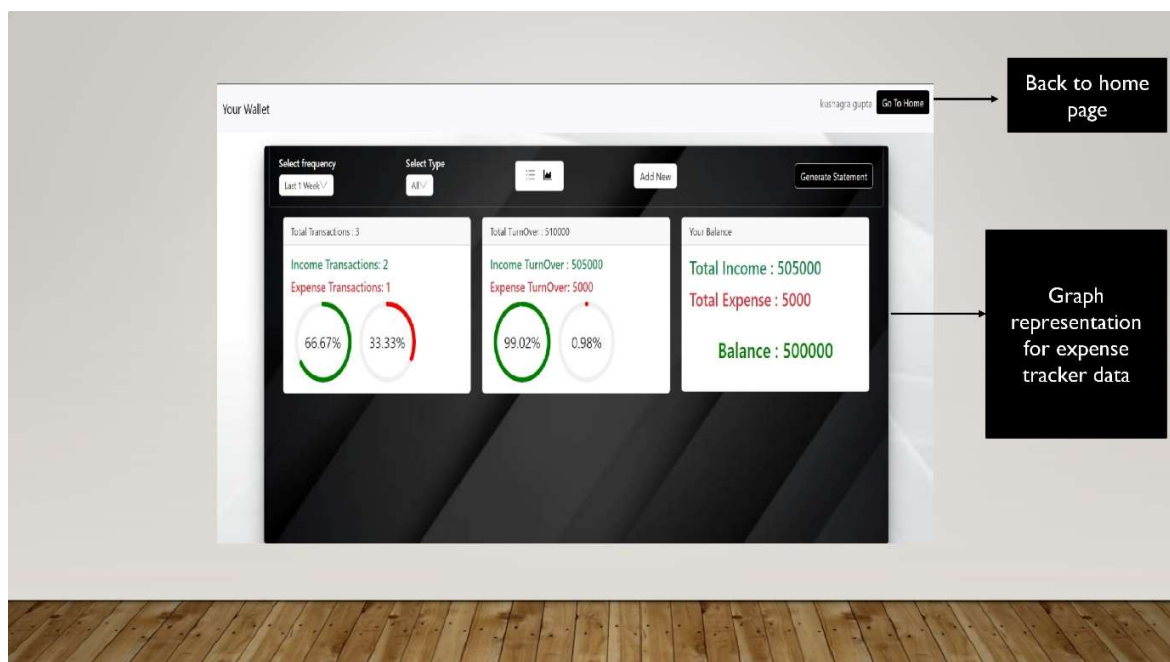 Your Wallet
kushagra gupta
Go To Home
Back to home
page
Select frequency
Last 1 Week
Select Type
All
Add New
Generate Statement
Total Transactions : 3
Income Transactions: 2
Expense Transactions: 1
66.67%
33.33%
Total TurnOver : 510000
Income TurnOver : 505000
Expense TurnOver: 5000
99.02%
0.98%
Your Balance
Total Income : 505000
Total Expense : 5000
Balance : 500000
Graph
representation
for expense
tracker data